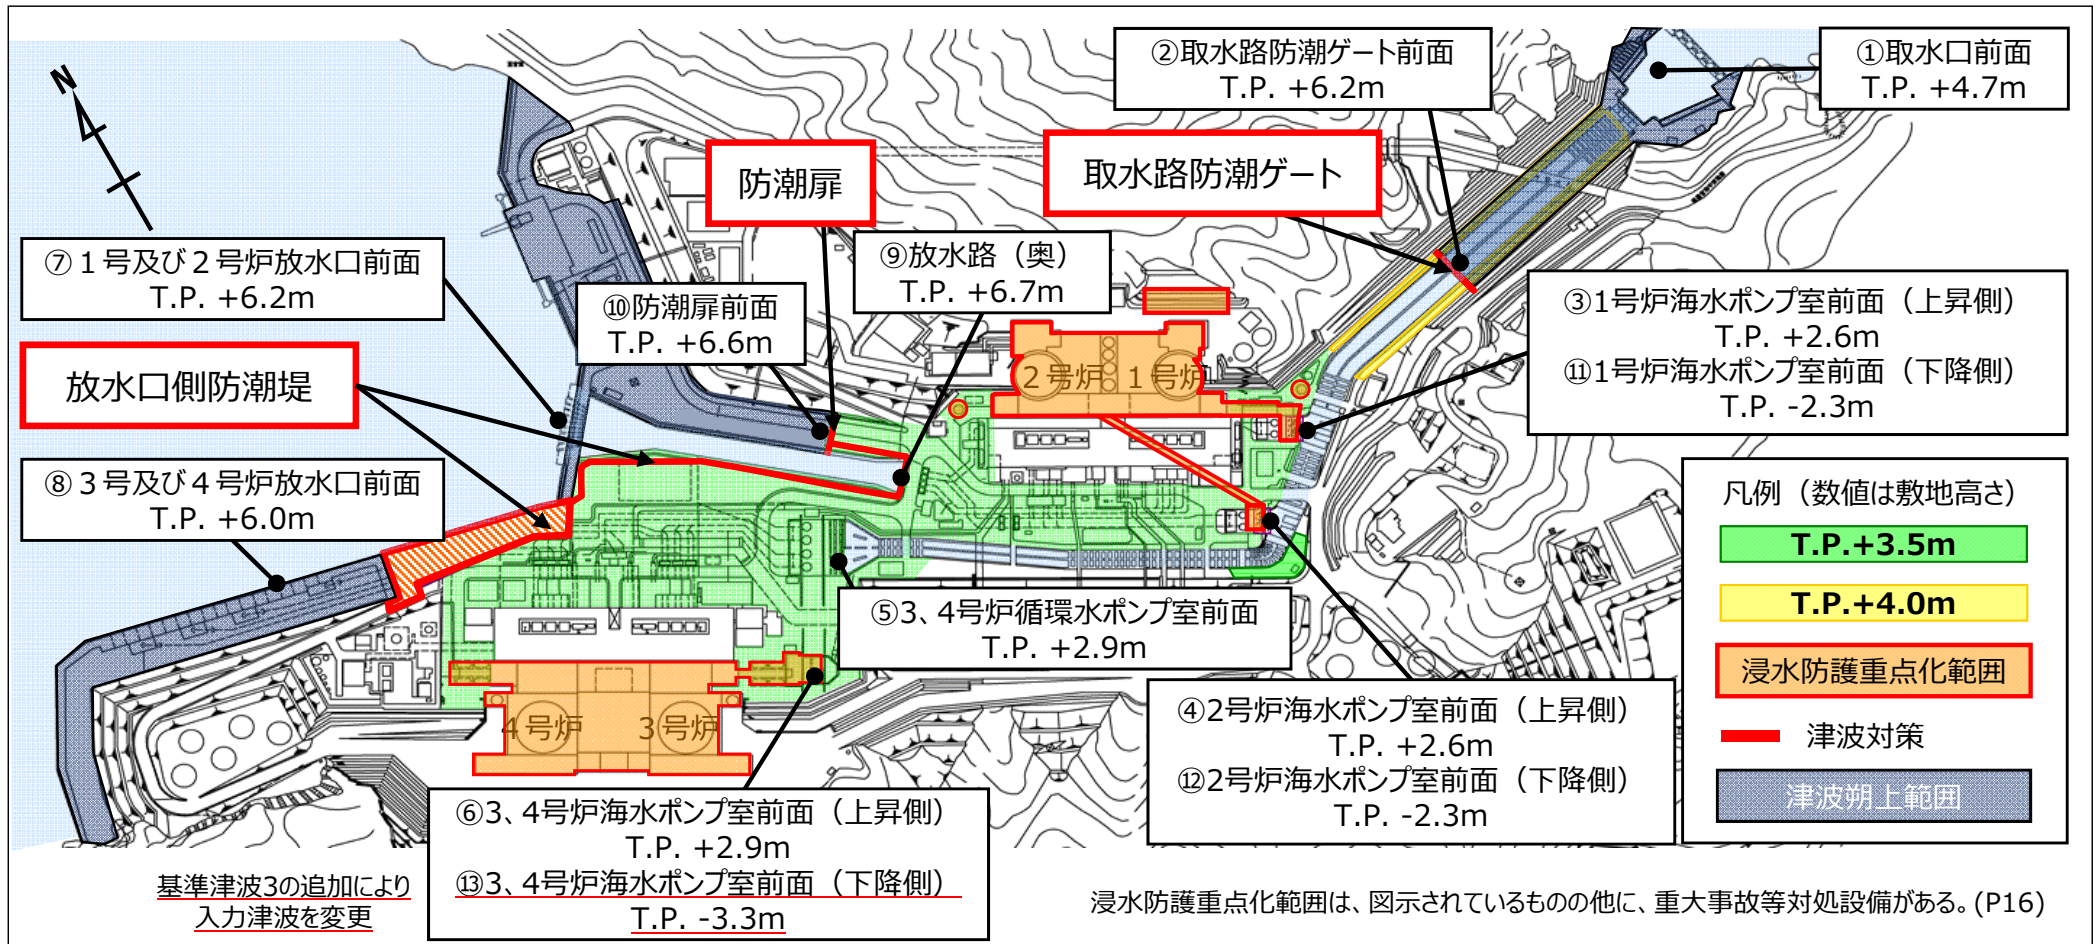 N
②取水路防潮ゲート前面
T.P. +6.2m
①取水口前面
T.P. +4.7m
防潮扉
取水路防潮ゲート
⑦１号及び２号炉放水口前面
T.P. +6.2m
⑨放水路（奥）
T.P. +6.7m
⑩防潮扉前面
T.P. +6.6m
③1号炉海水ポンプ室前面（上昇側）
T.P. +2.6m
⑪1号炉海水ポンプ室前面（下降側）
T.P. -2.3m
放水口側防潮堤
２号炉
１号炉
⑧３号及び４号炉放水口前面
T.P. +6.0m
凡例（数値は敷地高さ）
T.P.+3.5m
T.P.+4.0m
浸水防護重点化範囲
津波対策
津波朔上範囲
⑤3、4号炉循環水ポンプ室前面
T.P. +2.9m
④2号炉海水ポンプ室前面（上昇側）
T.P. +2.6m
⑫2号炉海水ポンプ室前面（下降側）
T.P. -2.3m
４号炉
３号炉
⑥3、4号炉海水ポンプ室前面（上昇側）
T.P. +2.9m
⑬3、4号炉海水ポンプ室前面（下降側）
T.P. -3.3m
基準津波3の追加により
入力津波を変更
浸水防護重点化範囲は、図示されているものの他に、重大事故等対処設備がある。(P16)